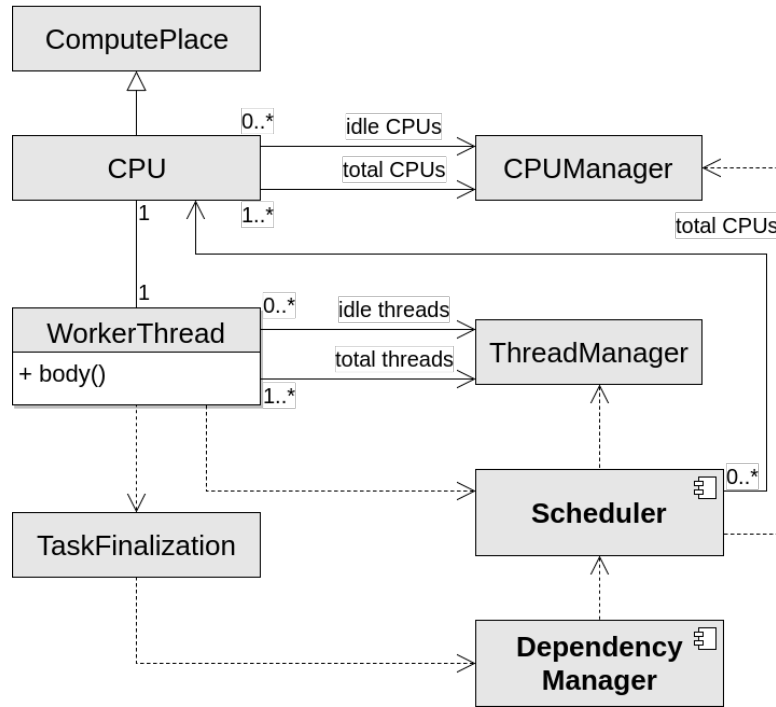 ComputePlace
0..*
idle CPUs
CPU
CPUManager
total CPUs
1
1..*
total CPUs
1
0..*
WorkerThread
idle threads
ThreadManager
+ body()
total threads
1..*
0..*
Scheduler
TaskFinalization
Dependency
Manager